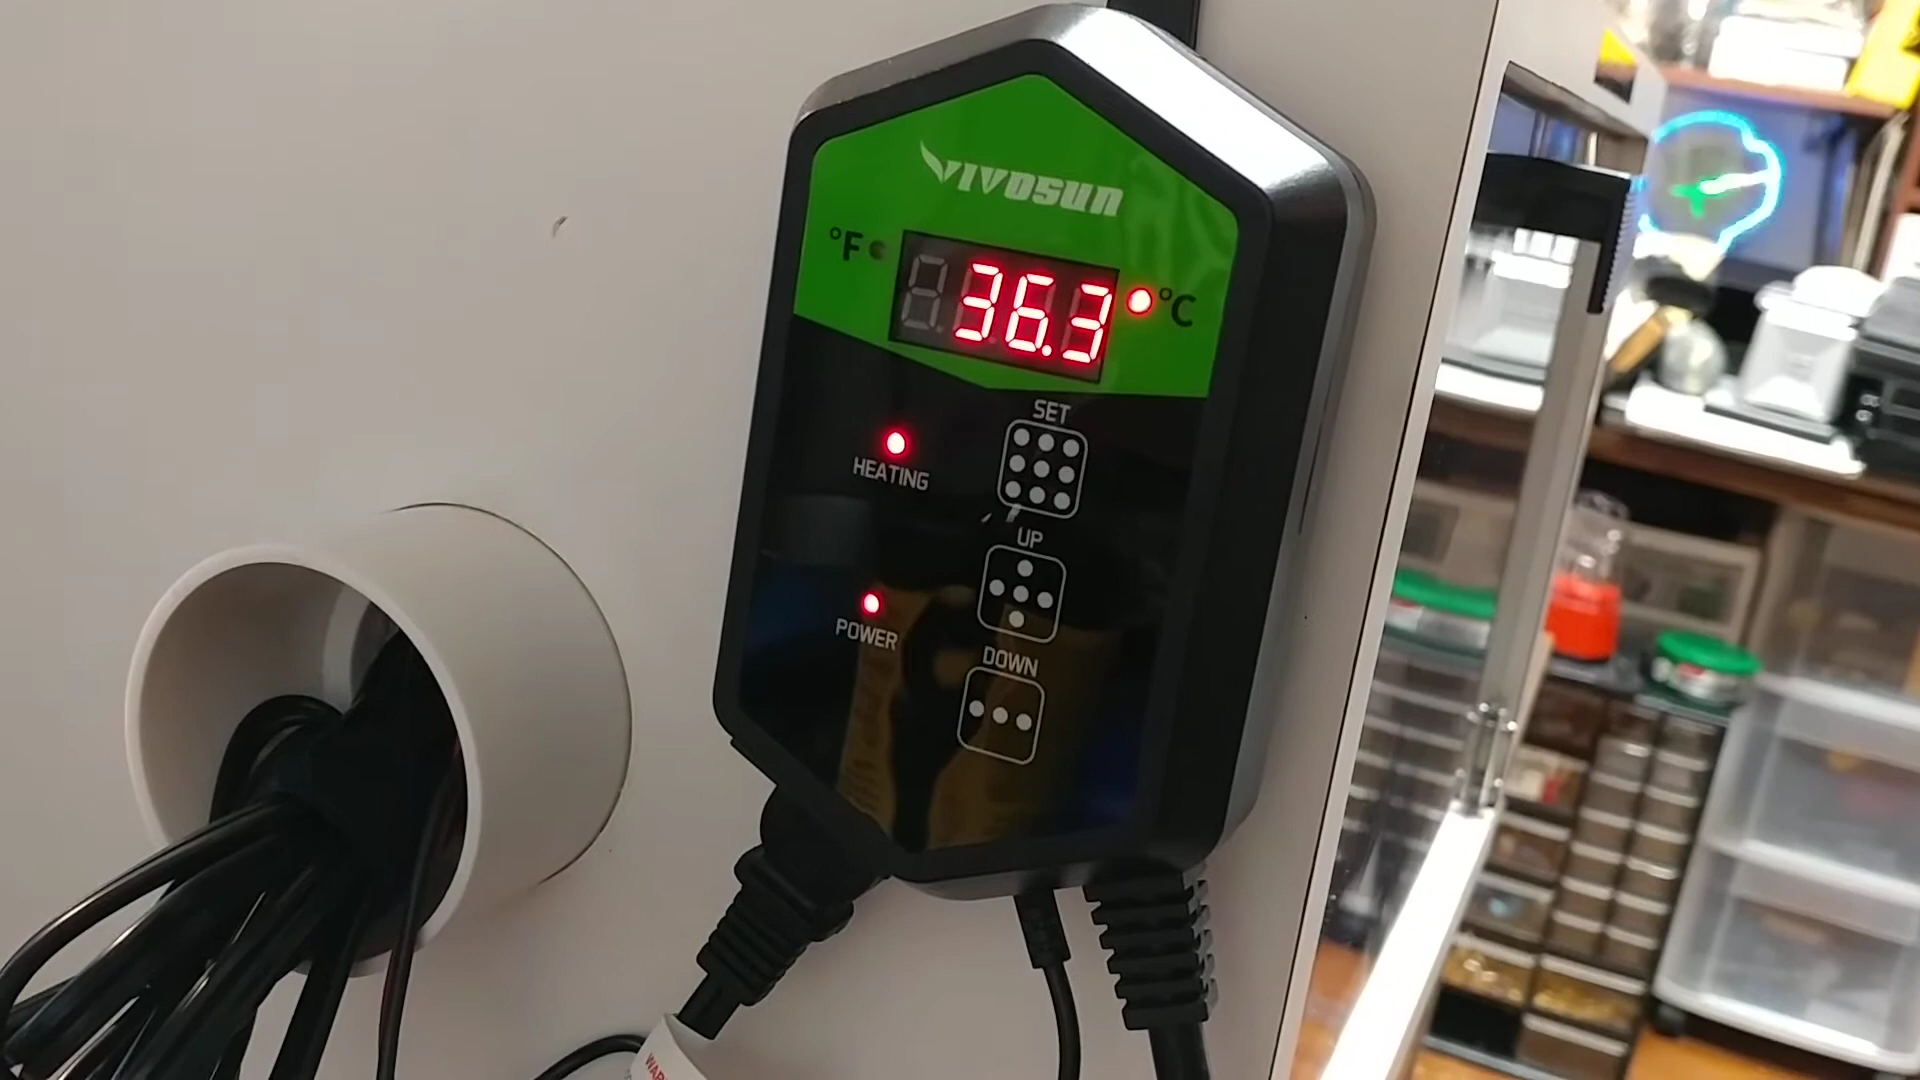 VIVOSUN
°F
36.3
°C
SET
HEATING
UP
POWER
DOWN